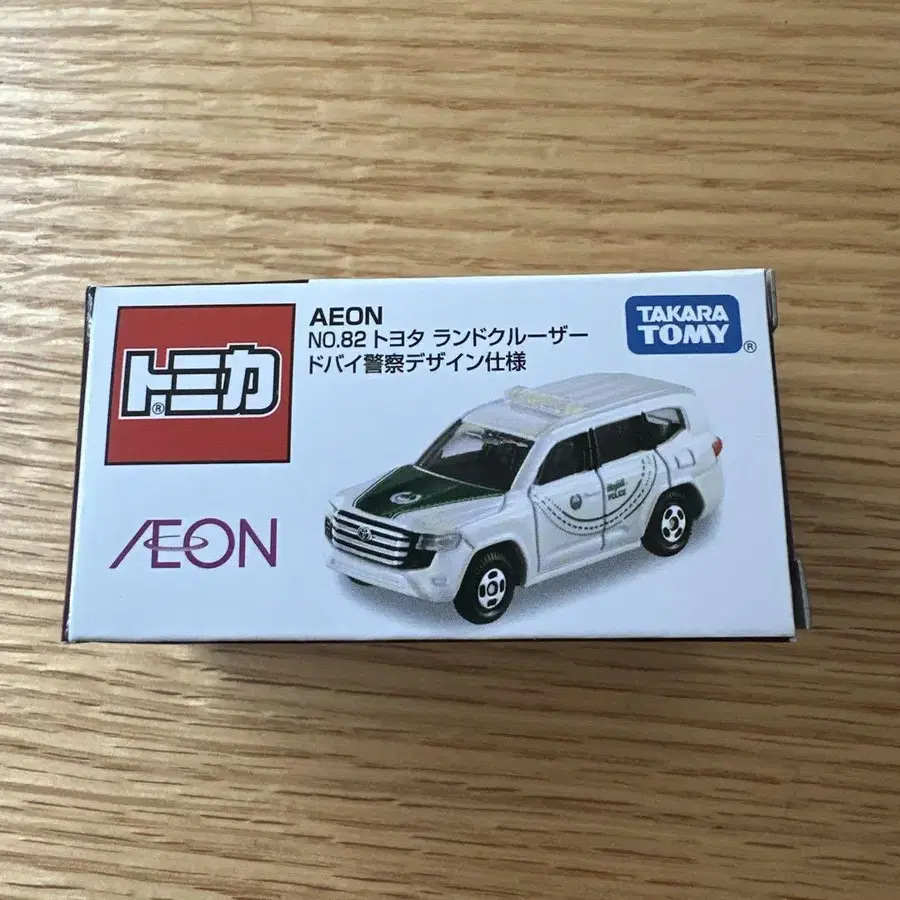 トミカ
®
AEON
NO.82 トヨタ ランドクルーザー
ドバイ警察デザイン仕様
TAKARA
TOMY
®
AEON
POLICE